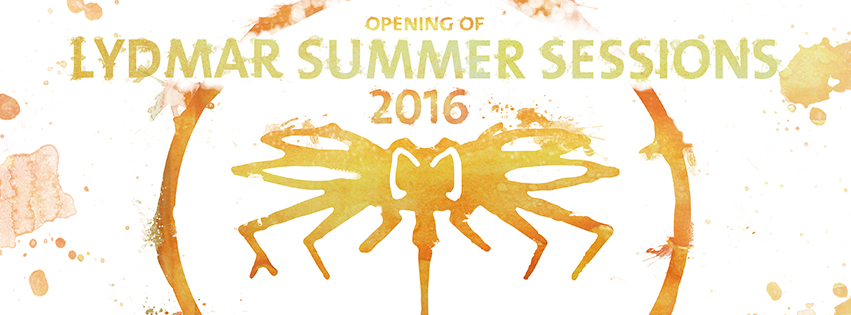 OPENING OF
LYDMAR SUMMER SESSIONS
2016